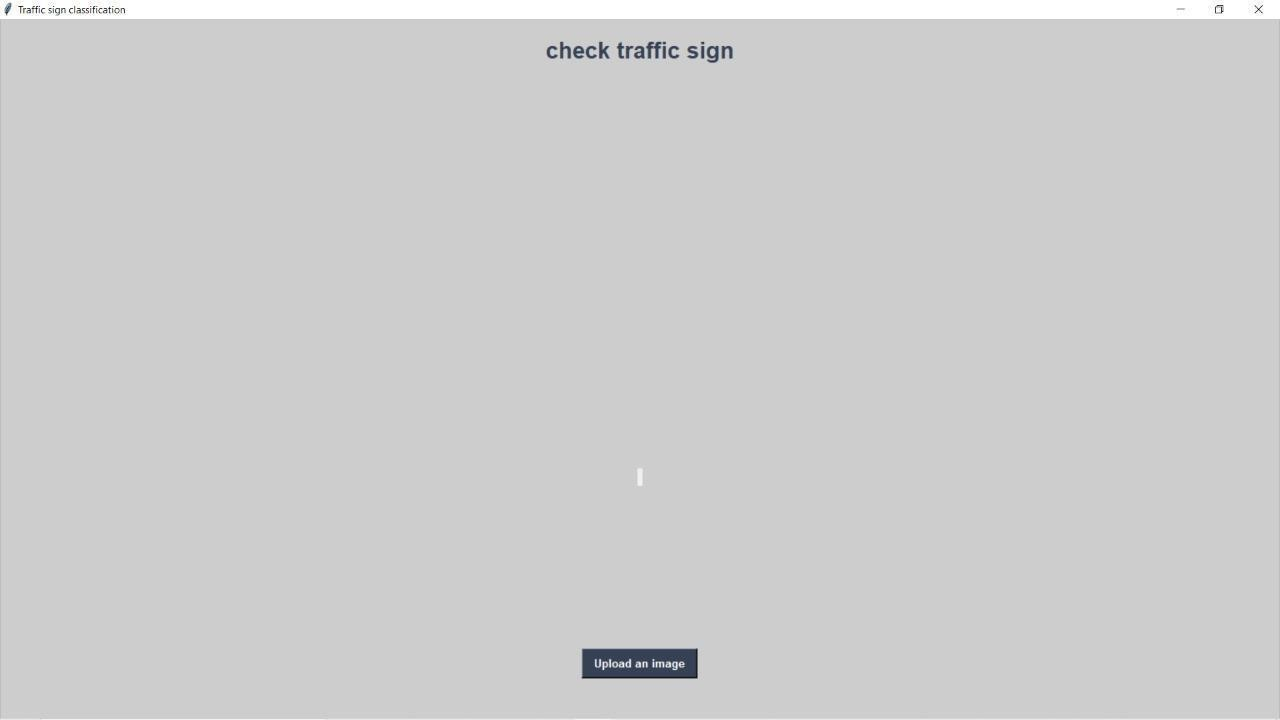 Traffic sign classification
check traffic sign
Upload an image